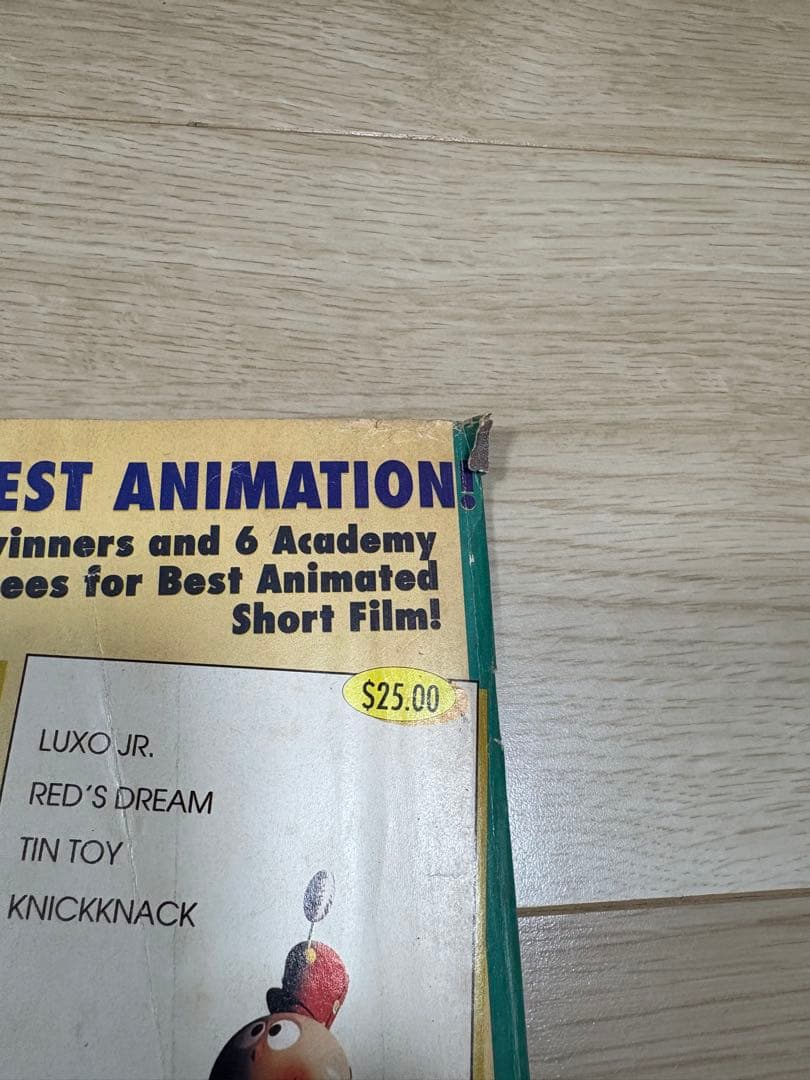 EST ANIMATION!
inners and 6 Academy
ees for Best Animated
Short Film!
$25.00
LUXO JR.
RED'S DREAM
TIN TOY
KNICKKNACK